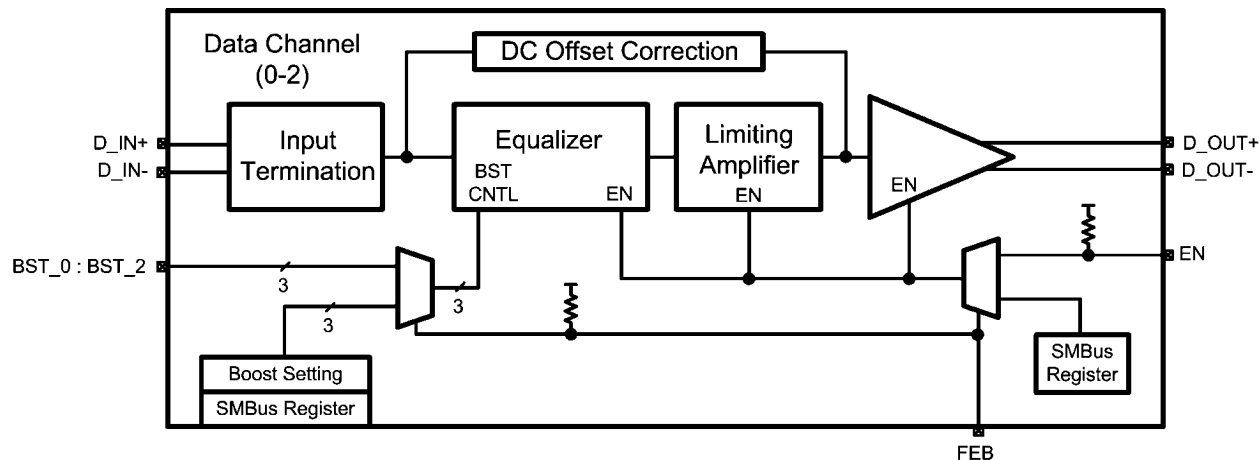 Data Channel
(0-2)
DC Offset Correction
D_IN+
D_IN-
Input
Termination
Equalizer
BST
CNTL
EN
Limiting
Amplifier
EN
EN
D_OUT+
D_OUT-
BST_0 : BST_2
3
3
3
EN
Boost Setting
SMBus Register
SMBus
Register
FEB